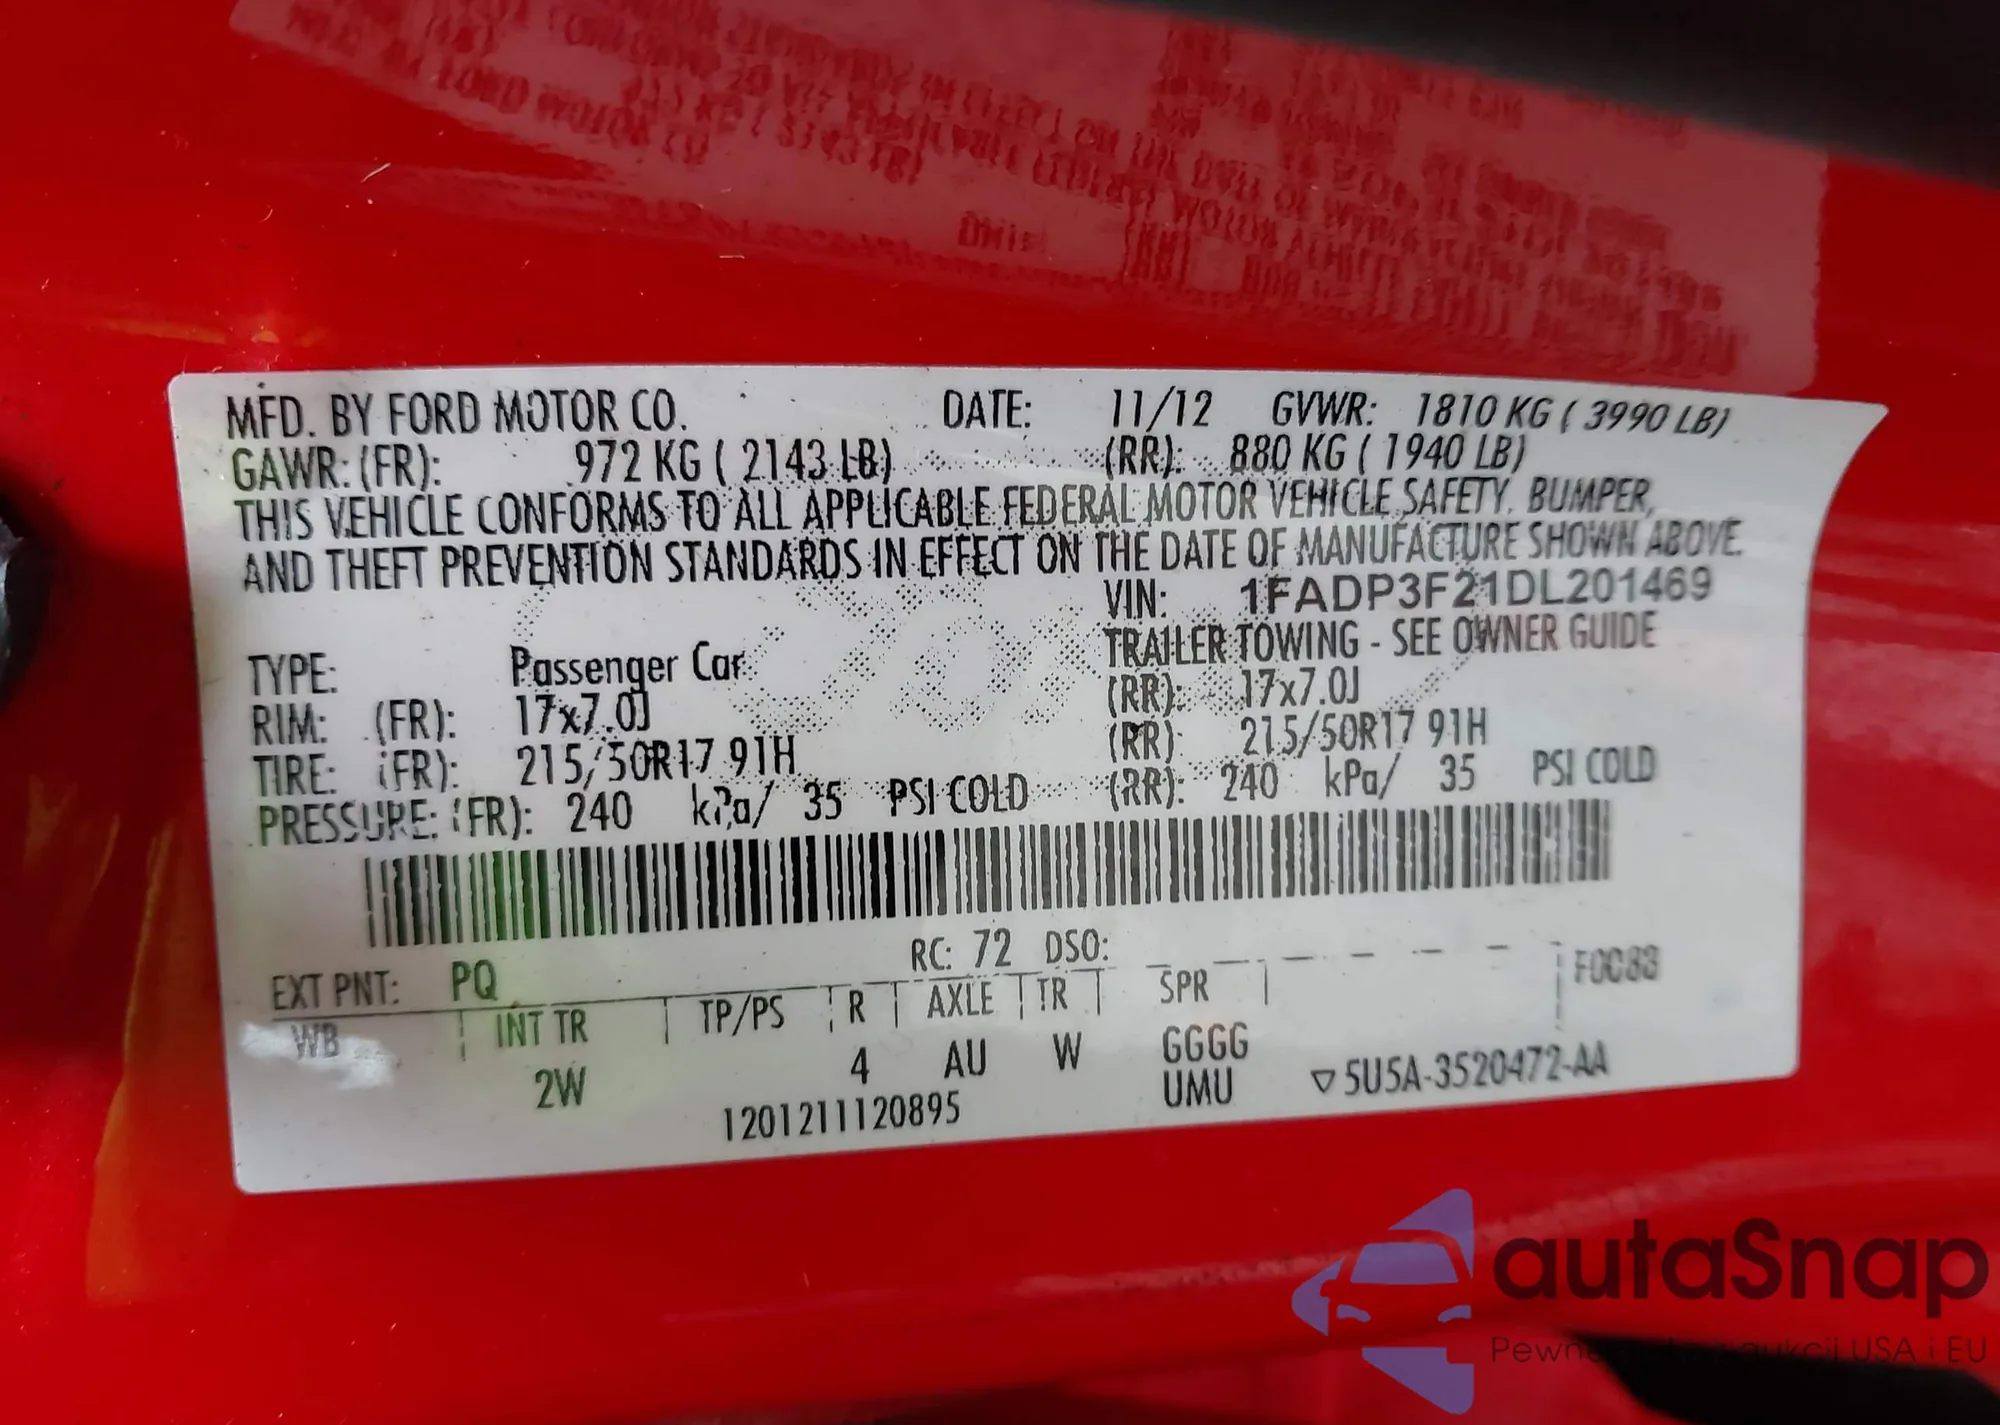 MFD. BY FORD MOTOR CO. DATE: 11/12 GVWR: 1810 KG ( 3990 LB)
GAWR: (FR): 972 KG ( 2143 LB) (RR): 880 KG ( 1940 LB)
THIS VEHICLE CONFORMS TO ALL APPLICABLE FEDERAL MOTOR VEHICLE SAFETY, BUMPER,
AND THEFT PREVENTION STANDARDS IN EFFECT ON THE DATE OF MANUFACTURE SHOWN ABOVE.
VIN: 1FADP3F21DL201469
TYPE: Passenger Car TRAILER TOWING - SEE OWNER GUIDE
RIM: (FR): 17x7.0J (RR): 17x7.0J
TIRE: (FR): 215/50R17 91H (RR) 215/50R17 91H
PRESSURE: (FR): 240 kPa/ 35 PSI COLD (RR): 240 kPa/ 35 PSI COLD
RC: 72 DSO:
EXT PNT: PQ
WB INT TR TP/PS R AXLE TR SPR
2W 4 AU W GGGG
UMU ▽5U5A-3520472-AA
1201211120895
autaSnap
aukcji USA i EU